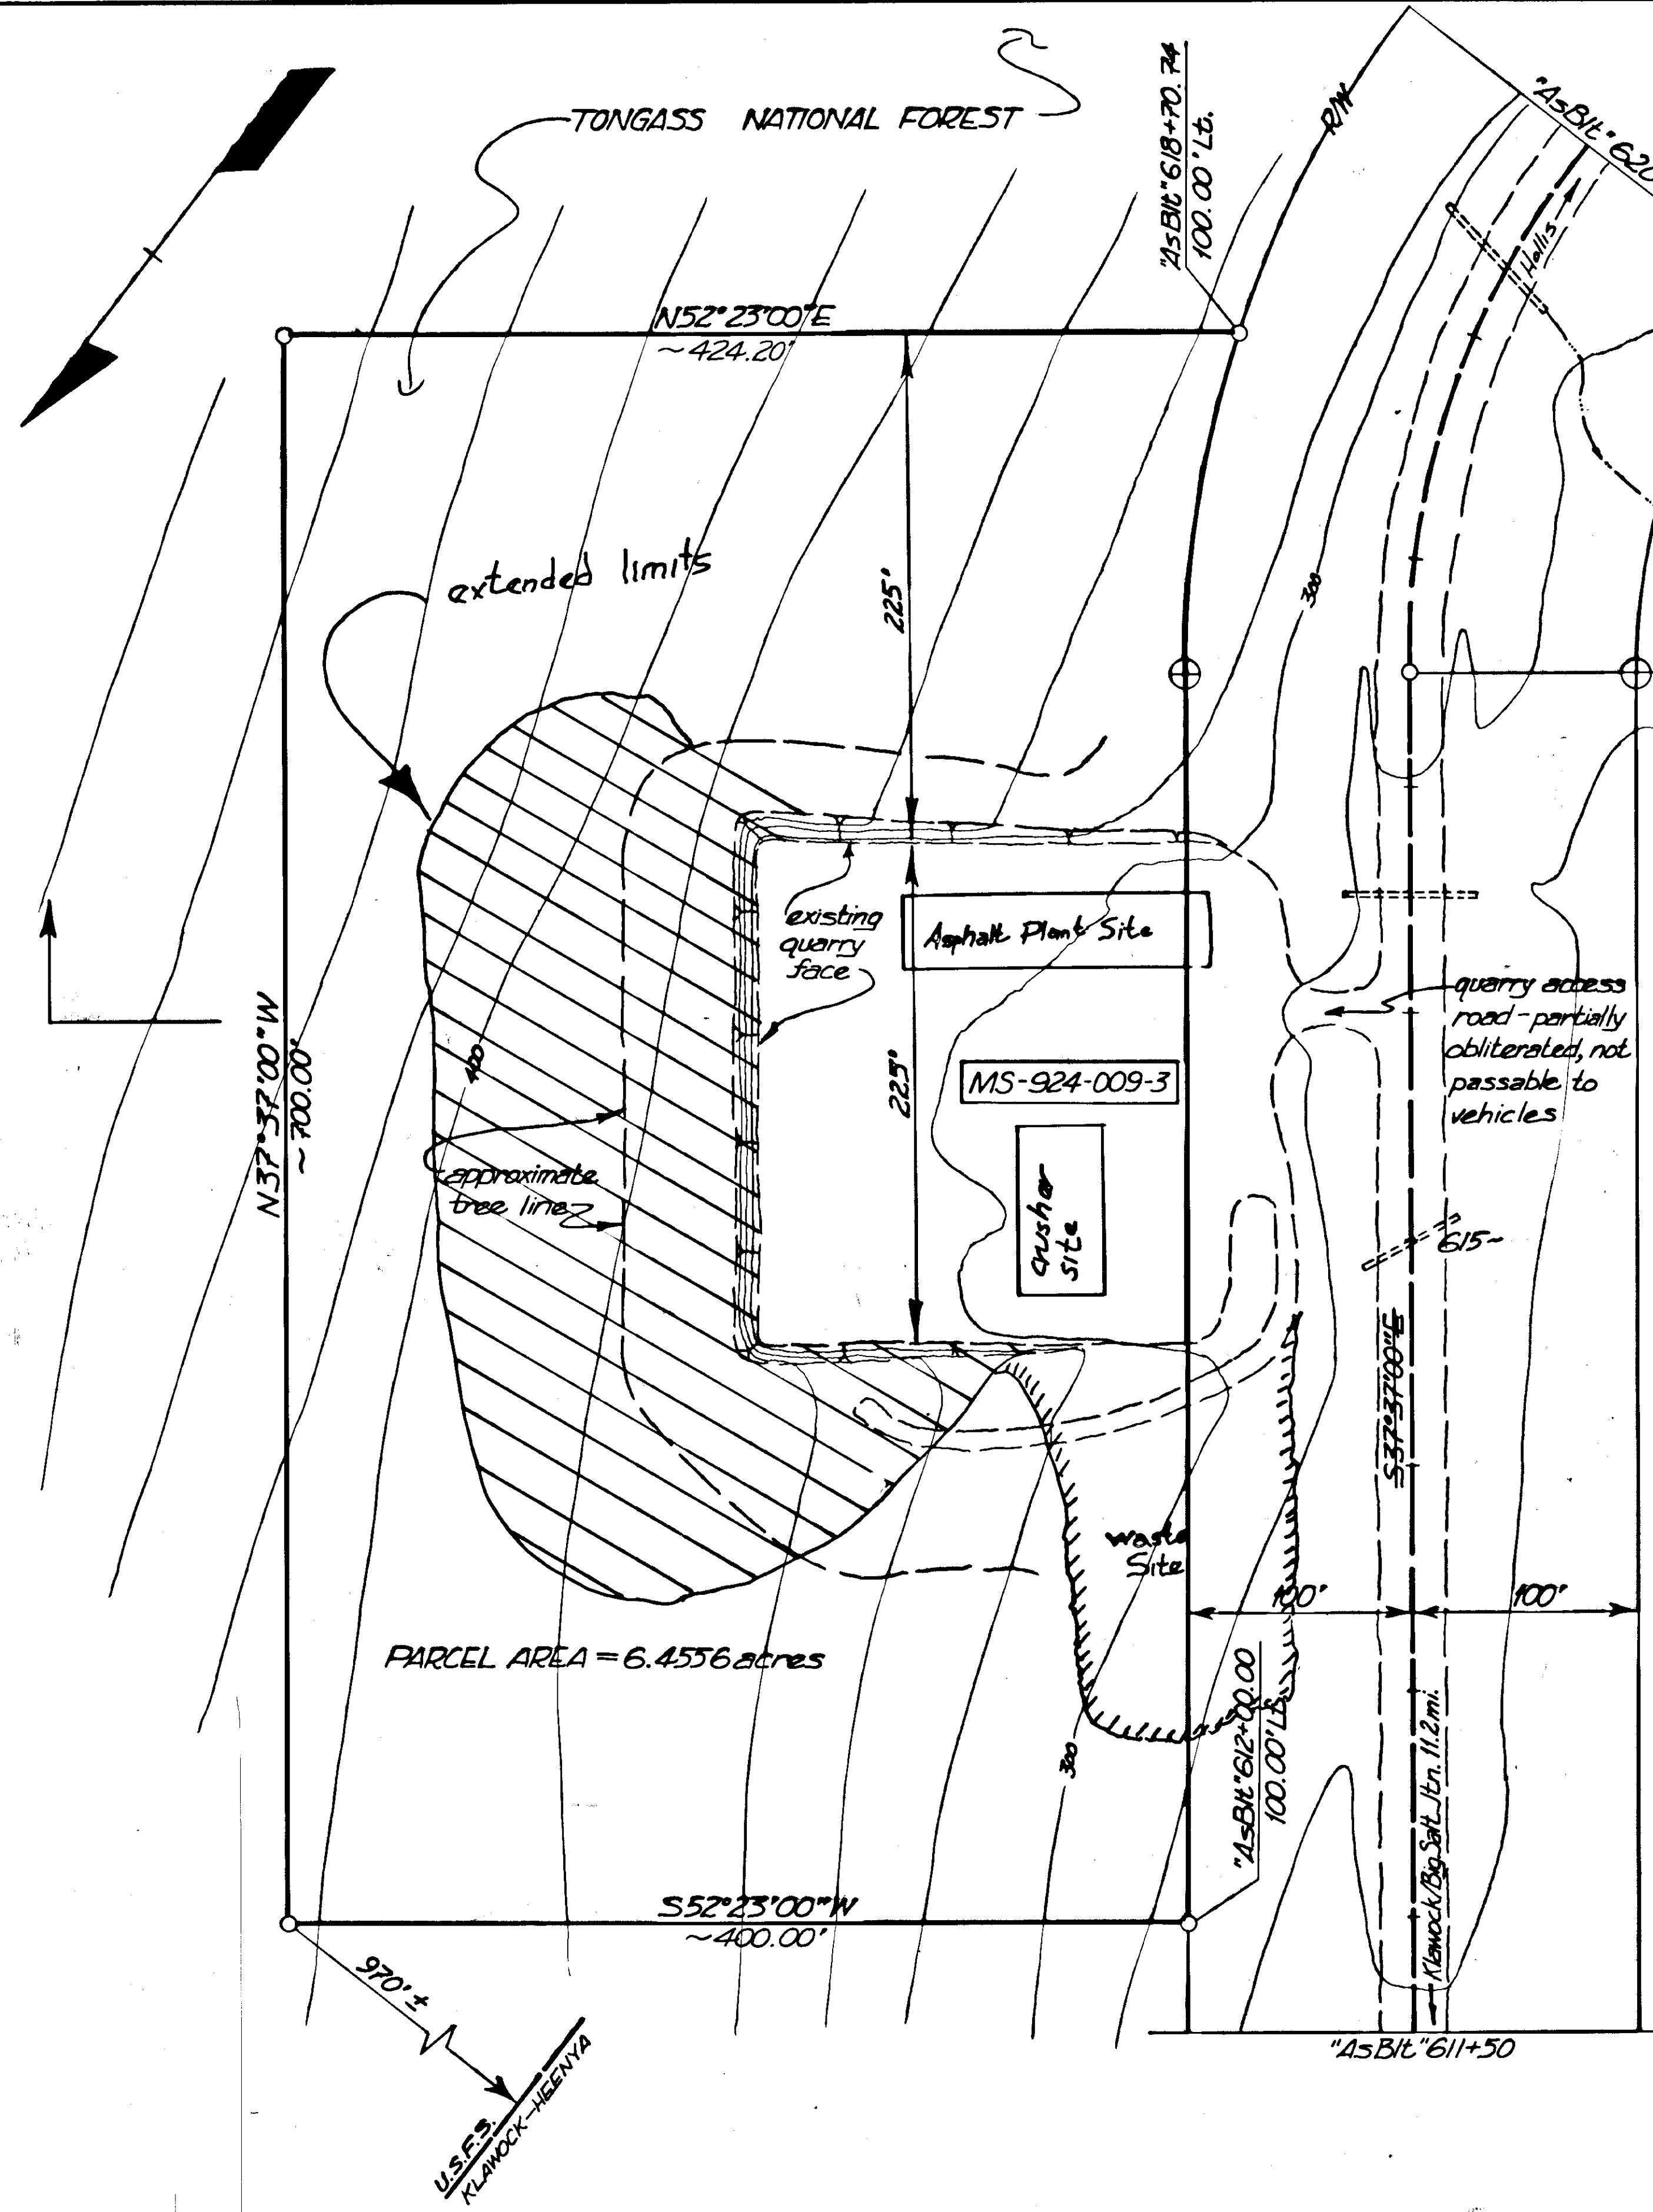 TONGASS NATIONAL FOREST
"AsBlt" 618+70.74
100.00' Lt.
R/W
"AsBlt" 620
Hollis
N52°23'00"E
~424.20'
extended limits
225'
300
existing
quarry
face
Asphalt Plant Site
quarry access
road-partially
obliterated, not
passable to
vehicles
N37°37'00"W
~700.00'
400
225'
MS-924-009-3
approximate
tree line
crusher
site
615
S37°37'00"E
waste
Site
100'
100'
PARCEL AREA = 6.4556 acres
300
"AsBlt" 612+00.00
100.00' Lt.
Klawock/Big Salt Jtn. 11.2 mi.
S52°23'00"W
~400.00'
970'±
"AsBlt" 611+50
U.S.F.S.
KLAWOCK-HEENYA